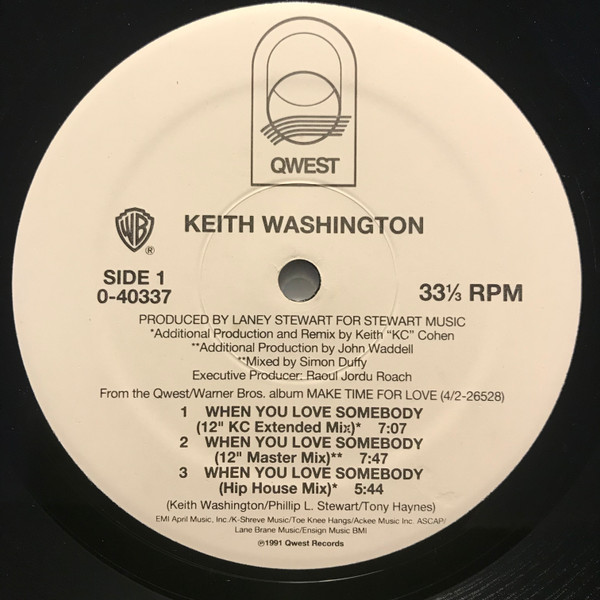 QWEST
WB
®
KEITH WASHINGTON
SIDE 1
0-40337
33⅓ RPM
PRODUCED BY LANEY STEWART FOR STEWART MUSIC
*Additional Production and Remix by Keith "KC" Cohen
**Additional Production by John Waddell
**Mixed by Simon Duffy
Executive Producer: Raoul Jordu Roach
From the Qwest/Warner Bros. album MAKE TIME FOR LOVE (4/2-26528)
1 WHEN YOU LOVE SOMEBODY
(12" KC Extended Mix)* 7:07
2 WHEN YOU LOVE SOMEBODY
(12" Master Mix)** 7:47
3 WHEN YOU LOVE SOMEBODY
(Hip House Mix)* 5:44
(Keith Washington/Phillip L. Stewart/Tony Haynes)
EMI April Music, Inc./K-Shreve Music/Toe Knee Hangs/Ackee Music Inc. ASCAP/
Lane Brane Music/Ensign Music BMI
℗1991 Qwest Records